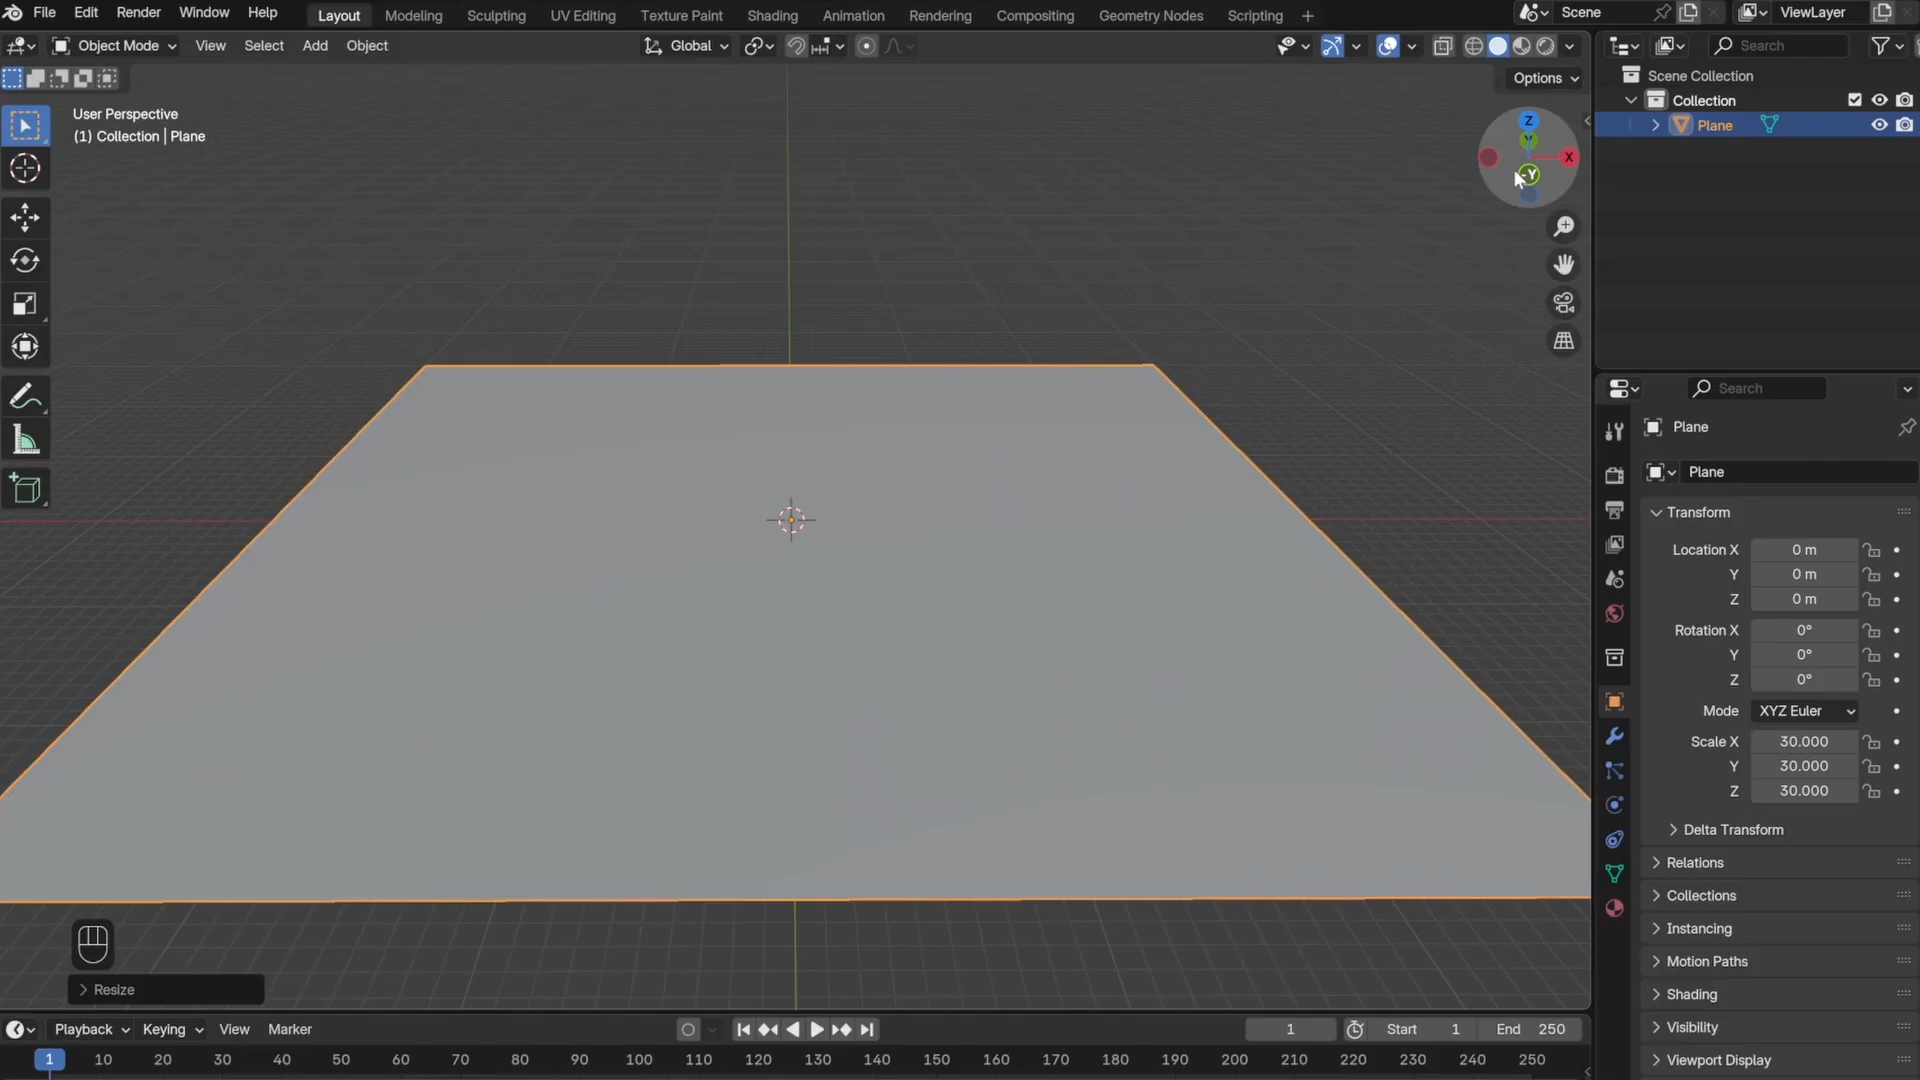 File Edit Render Window Help Layout Modeling Sculpting UV Editing Texture Paint Shading Animation Rendering Compositing Geometry Nodes Scripting + Scene ViewLayer
Object Mode View Select Add Object Global Search
Options
User Perspective
(1) Collection | Plane
Z
Y
X
-Y
Scene Collection
Collection
Plane
Search
Plane
Plane
Transform
Location X 0 m
Y 0 m
Z 0 m
Rotation X 0°
Y 0°
Z 0°
Mode XYZ Euler
Scale X 30.000
Y 30.000
Z 30.000
Delta Transform
Relations
Collections
Instancing
Motion Paths
Shading
Visibility
Viewport Display
Resize
Playback Keying View Marker 1 Start 1 End 250
1 10 20 30 40 50 60 70 80 90 100 110 120 130 140 150 160 170 180 190 200 210 220 230 240 250